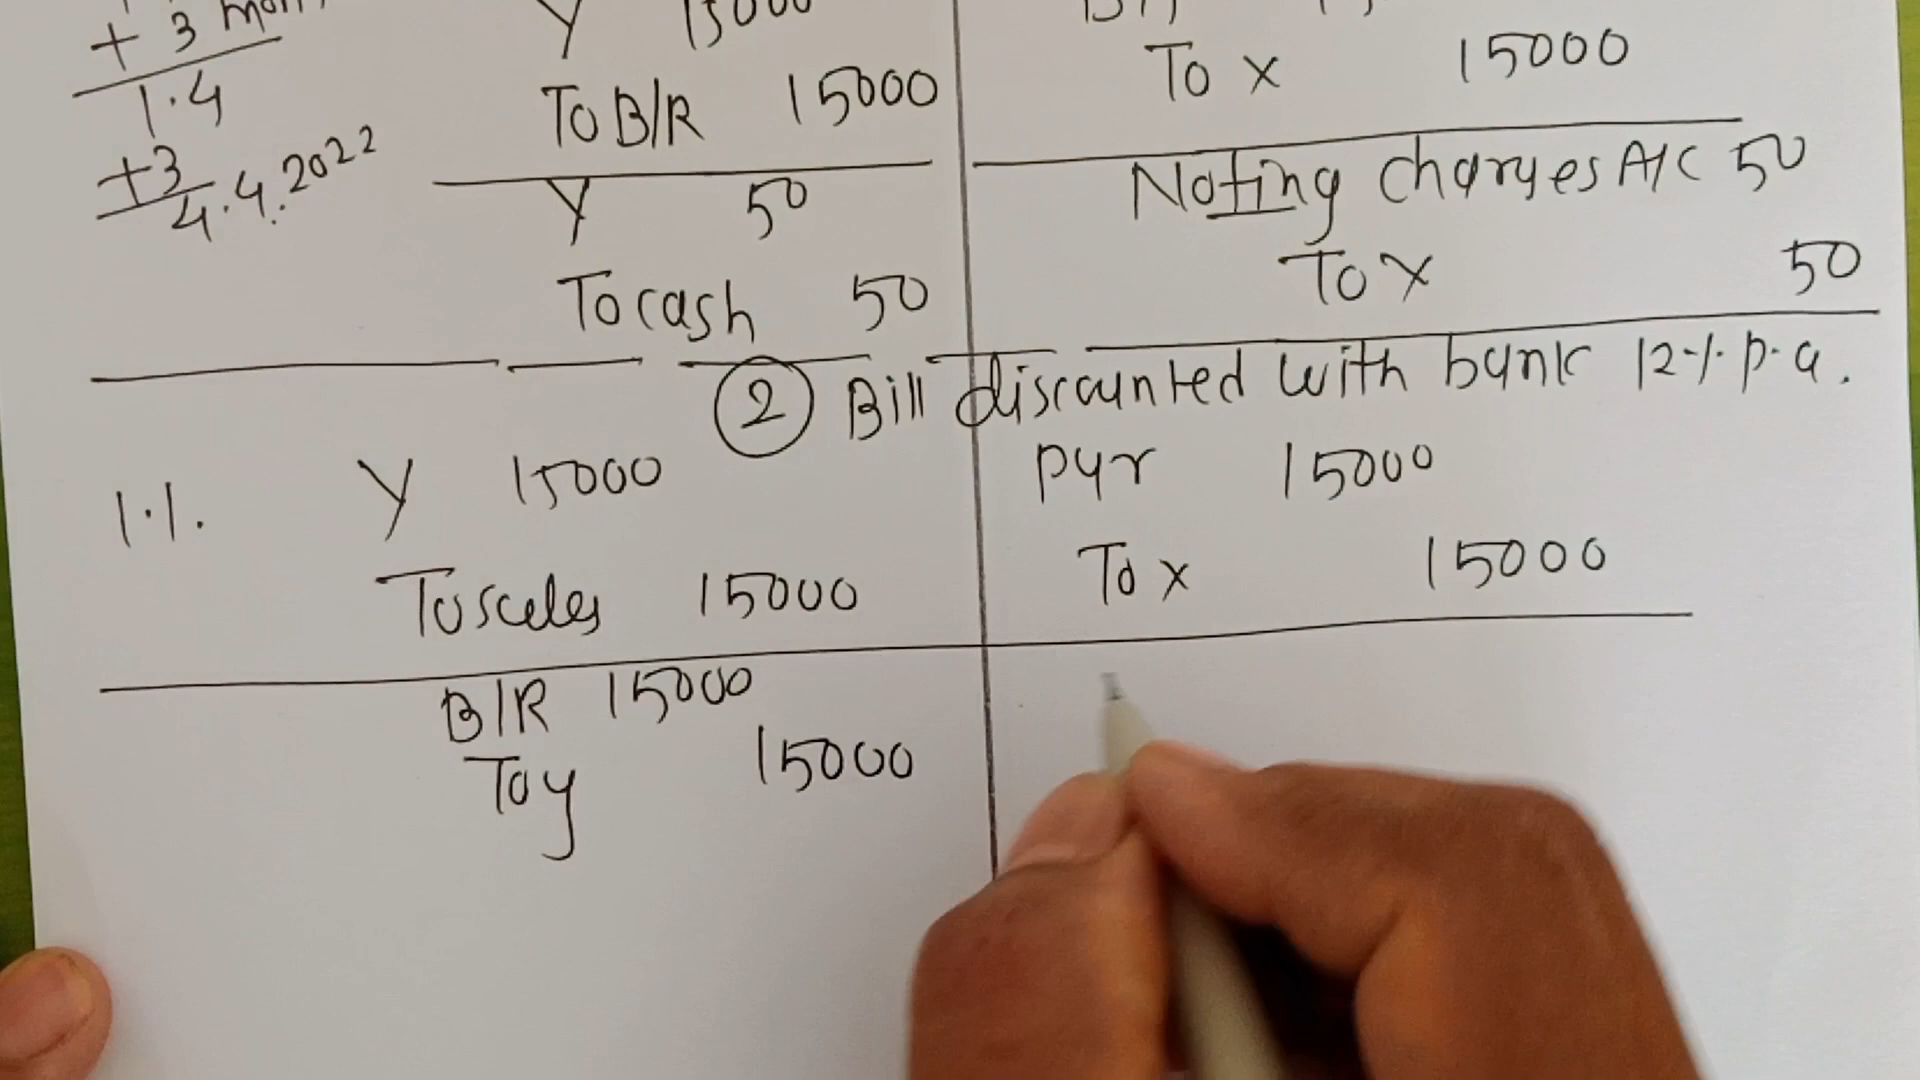 + 3
1.4
+3
4.4.2022
Y 15000
To B/R 15000
Y 50
To cash 50
To x 15000
Noting charges A/C 50
To x 50
2 Bill discounted with bank 12% p.a.
1.1. Y 15000
To sales 15000
B/R 15000
To y 15000
pur 15000
To x 15000